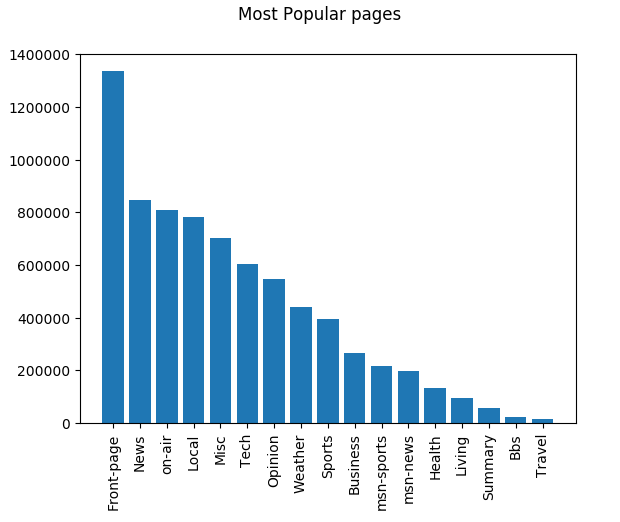 Most Popular pages
1400000
1200000
1000000
800000
600000
400000
200000
0
Front-page
News
on-air
Local
Misc
Tech
Opinion
Weather
Sports
Business
msn-sports
msn-news
Health
Living
Summary
Bbs
Travel